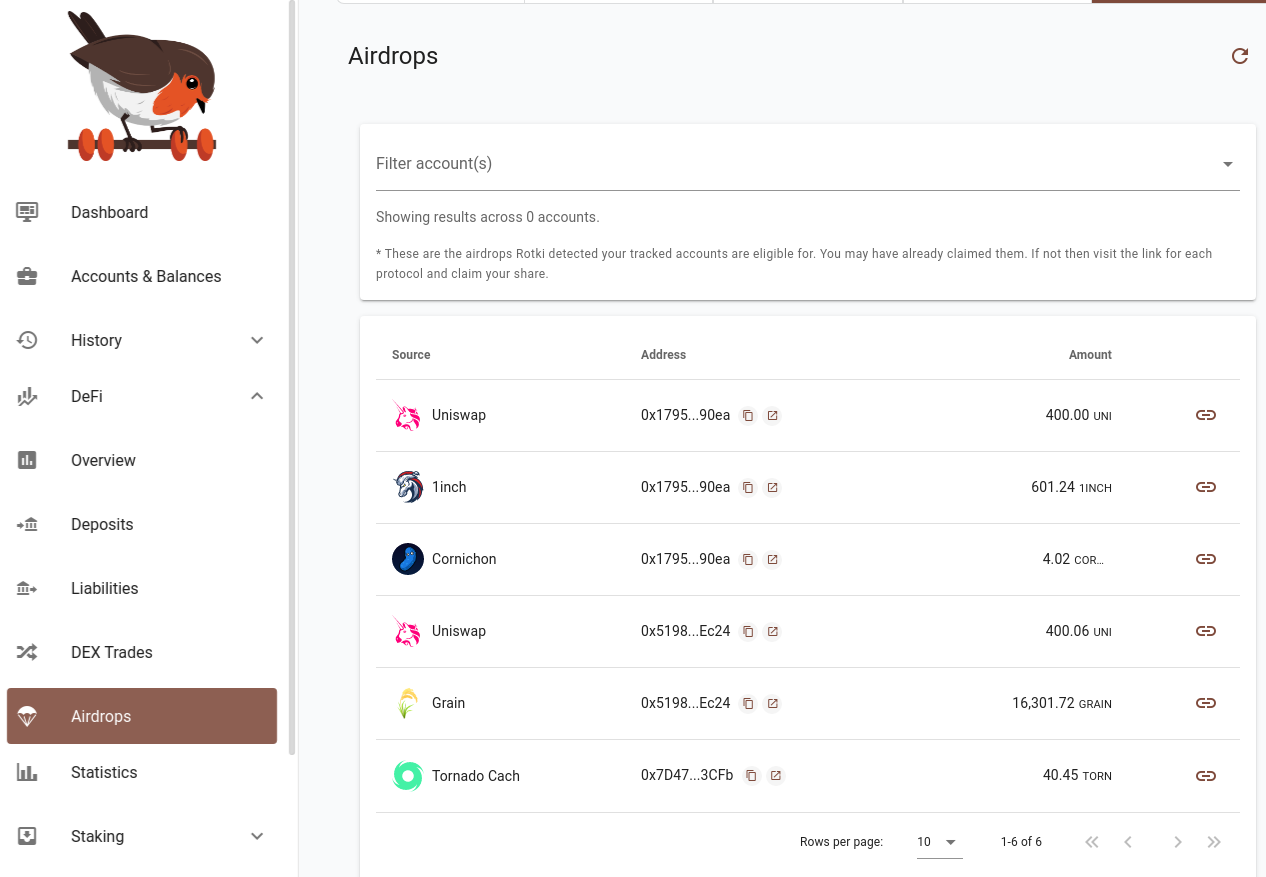 Dashboard
Accounts & Balances
History
DeFi
Overview
Deposits
Liabilities
DEX Trades
Airdrops
Statistics
Staking
Airdrops
Filter account(s)
Showing results across 0 accounts.
* These are the airdrops Rotki detected your tracked accounts are eligible for. You may have already claimed them. If not then visit the link for each
protocol and claim your share.
Source Address Amount
Uniswap 0x1795...90ea 400.00 UNI
1inch 0x1795...90ea 601.24 1INCH
Cornichon 0x1795...90ea 4.02 COR...
Uniswap 0x5198...Ec24 400.06 UNI
Grain 0x5198...Ec24 16,301.72 GRAIN
Tornado Cach 0x7D47...3CFb 40.45 TORN
Rows per page: 10 1-6 of 6